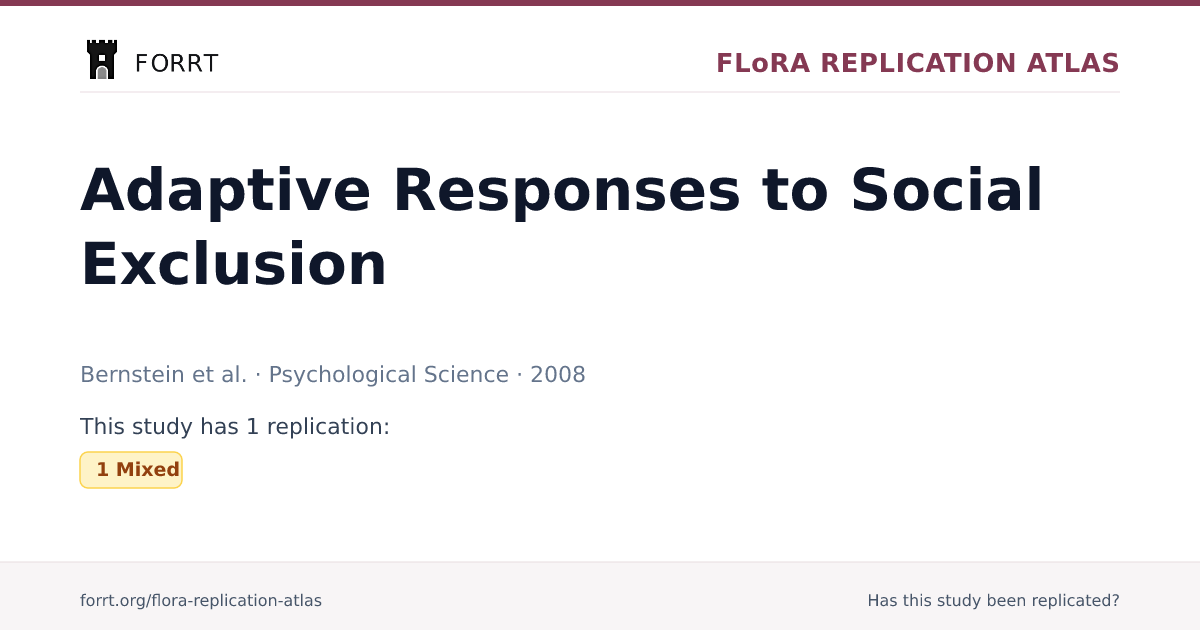 FORRT
FLoRA REPLICATION ATLAS
Adaptive Responses to Social
Exclusion
Bernstein et al. · Psychological Science · 2008
This study has 1 replication:
1 Mixed
forrt.org/flora-replication-atlas
Has this study been replicated?